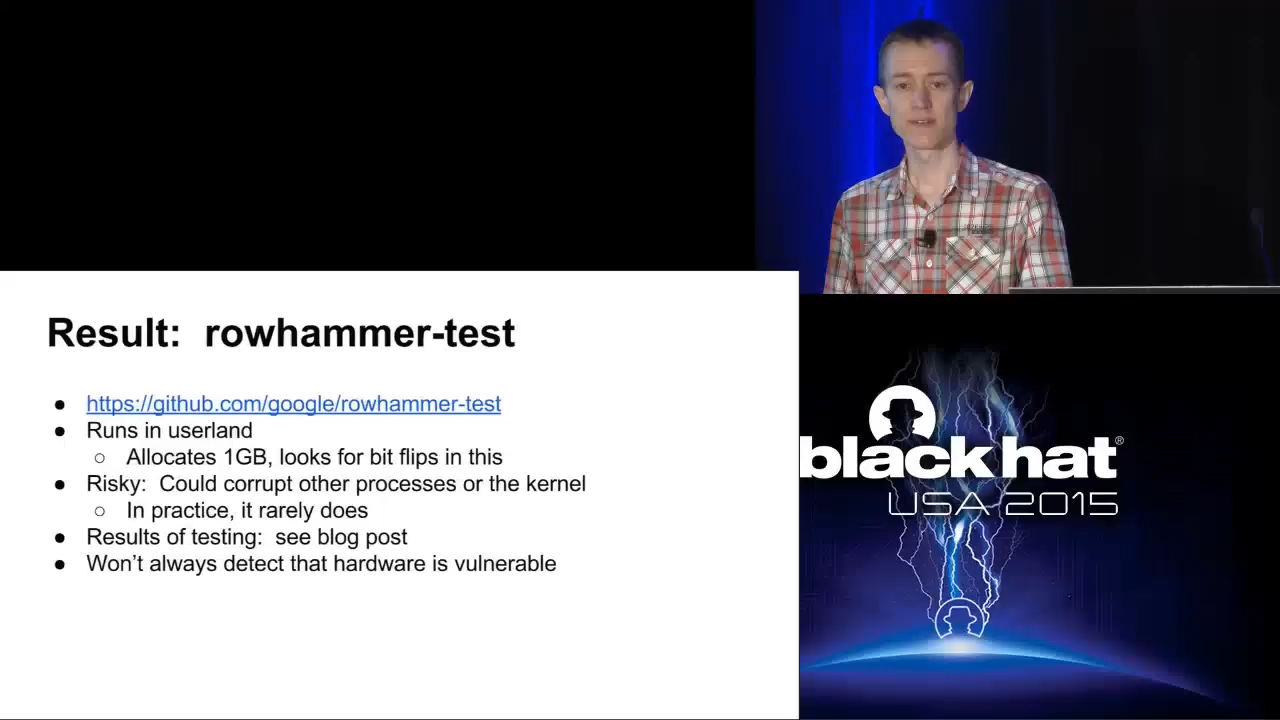 Result: rowhammer-test
● https://github.com/google/rowhammer-test
● Runs in userland
○ Allocates 1GB, looks for bit flips in this
● Risky: Could corrupt other processes or the kernel
○ In practice, it rarely does
● Results of testing: see blog post
● Won't always detect that hardware is vulnerable
black hat®
USA 2015